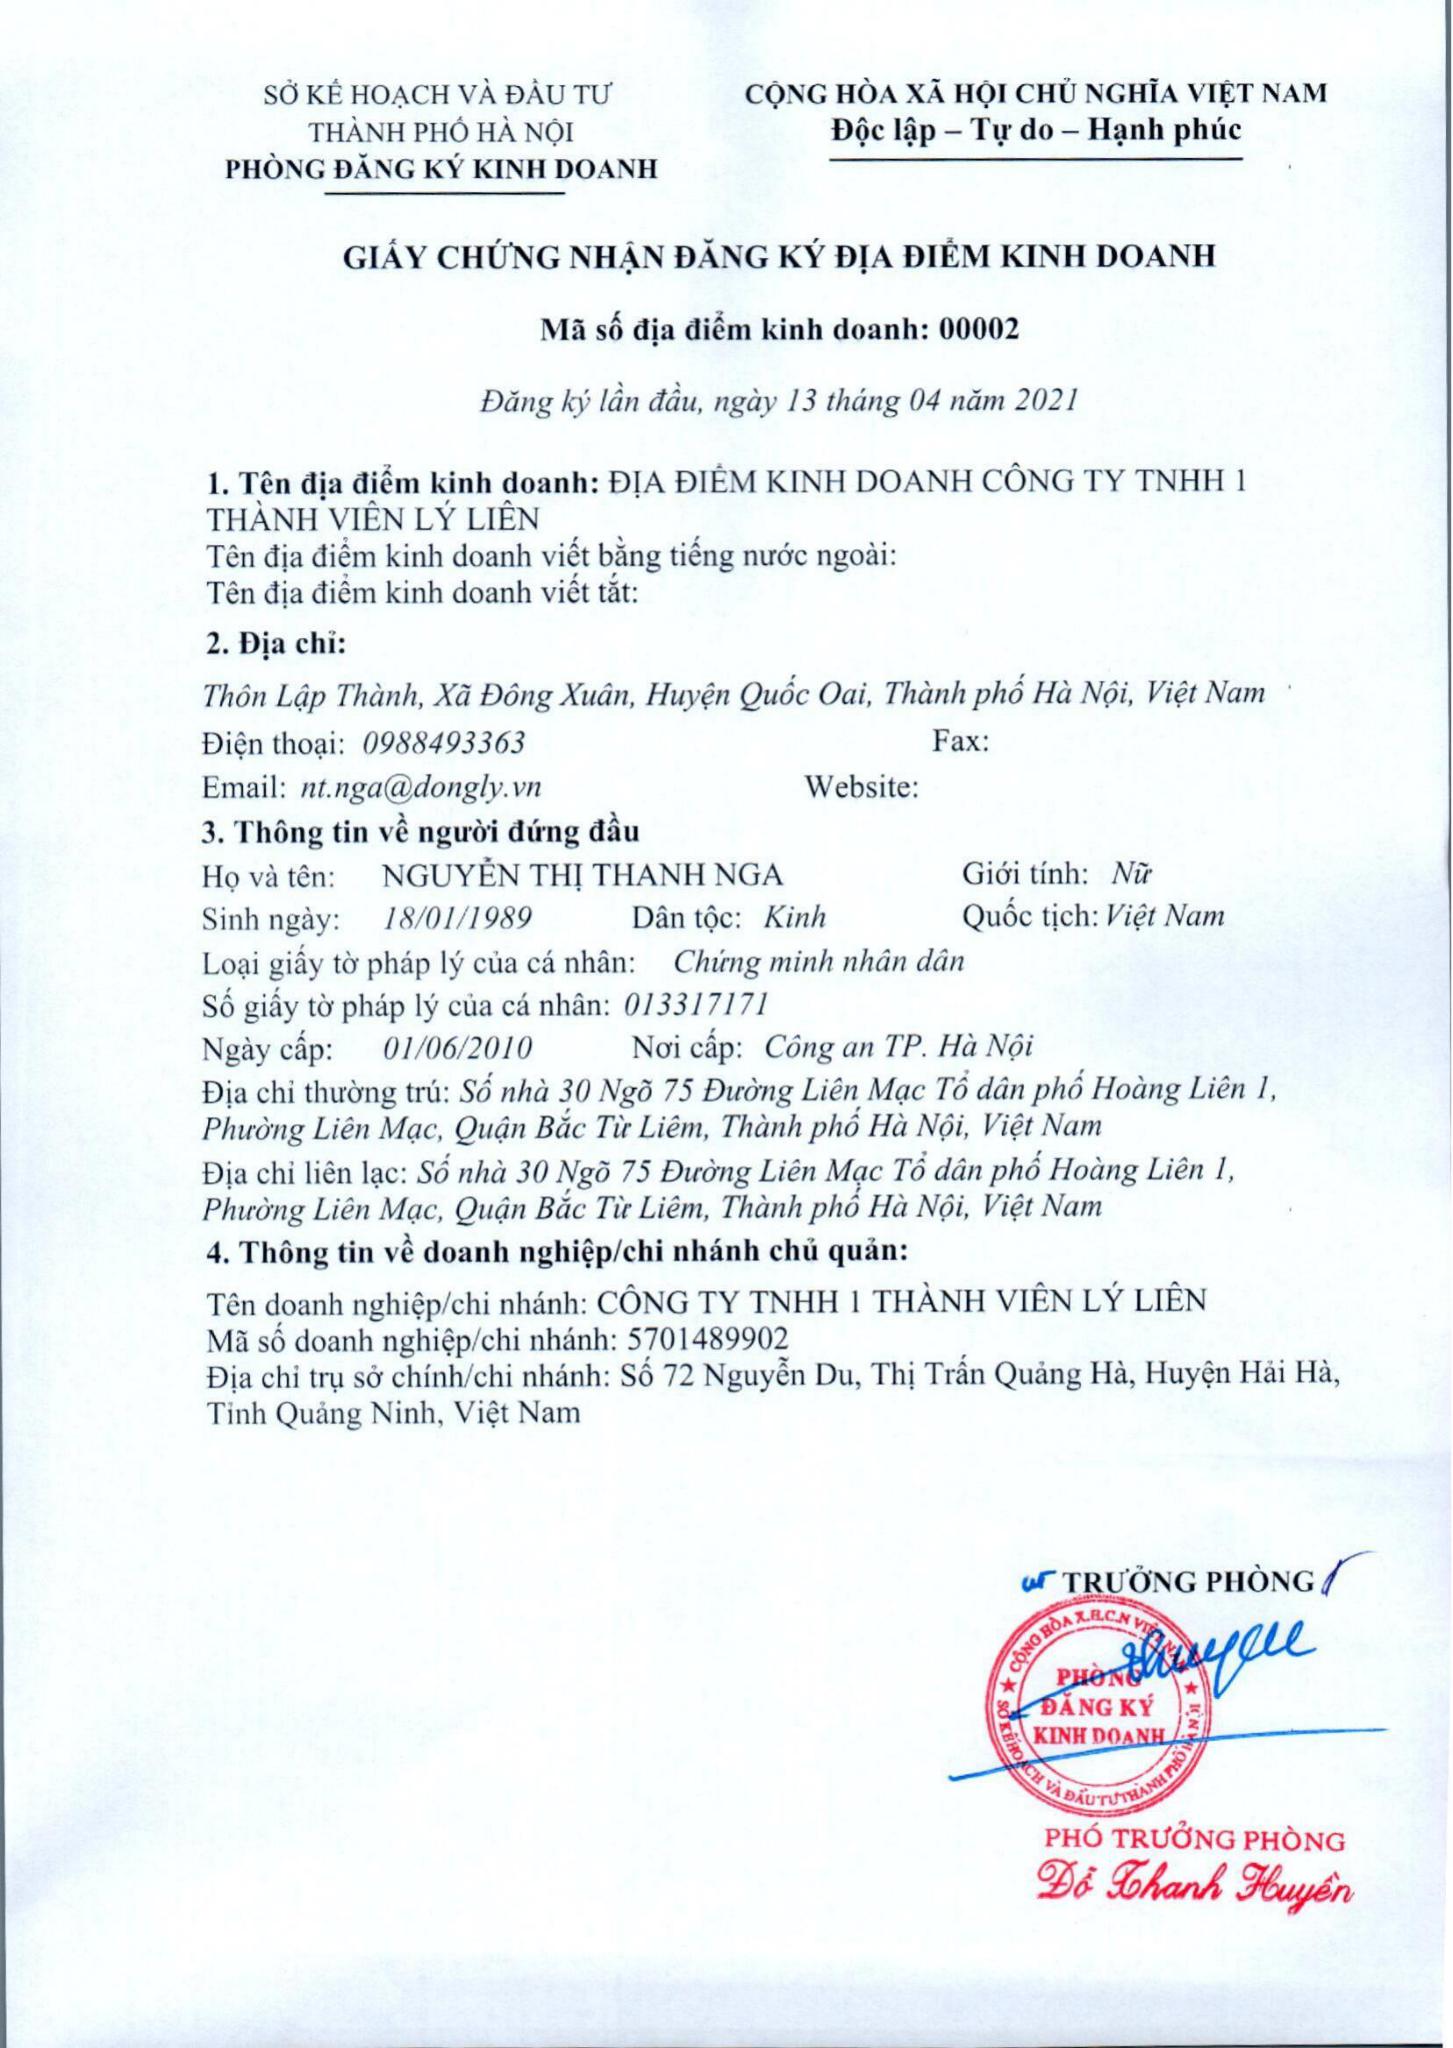 SỞ KẾ HOẠCH VÀ ĐẦU TƯ
THÀNH PHỐ HÀ NỘI
PHÒNG ĐĂNG KÝ KINH DOANH
CỘNG HÒA XÃ HỘI CHỦ NGHĨA VIỆT NAM
Độc lập – Tự do – Hạnh phúc
GIẤY CHỨNG NHẬN ĐĂNG KÝ ĐỊA ĐIỂM KINH DOANH
Mã số địa điểm kinh doanh: 00002
Đăng ký lần đầu, ngày 13 tháng 04 năm 2021
1. Tên địa điểm kinh doanh: ĐỊA ĐIỂM KINH DOANH CÔNG TY TNHH 1
THÀNH VIÊN LÝ LIÊN
Tên địa điểm kinh doanh viết bằng tiếng nước ngoài:
Tên địa điểm kinh doanh viết tắt:
2. Địa chỉ:
Thôn Lập Thành, Xã Đông Xuân, Huyện Quốc Oai, Thành phố Hà Nội, Việt Nam
Điện thoại: 0988493363 Fax:
Email: nt.nga@dongly.vn Website:
3. Thông tin về người đứng đầu
Họ và tên: NGUYỄN THỊ THANH NGA Giới tính: Nữ
Sinh ngày: 18/01/1989 Dân tộc: Kinh Quốc tịch: Việt Nam
Loại giấy tờ pháp lý của cá nhân: Chứng minh nhân dân
Số giấy tờ pháp lý của cá nhân: 013317171
Ngày cấp: 01/06/2010 Nơi cấp: Công an TP. Hà Nội
Địa chỉ thường trú: Số nhà 30 Ngõ 75 Đường Liên Mạc Tổ dân phố Hoàng Liên 1,
Phường Liên Mạc, Quận Bắc Từ Liêm, Thành phố Hà Nội, Việt Nam
Địa chỉ liên lạc: Số nhà 30 Ngõ 75 Đường Liên Mạc Tổ dân phố Hoàng Liên 1,
Phường Liên Mạc, Quận Bắc Từ Liêm, Thành phố Hà Nội, Việt Nam
4. Thông tin về doanh nghiệp/chi nhánh chủ quản:
Tên doanh nghiệp/chi nhánh: CÔNG TY TNHH 1 THÀNH VIÊN LÝ LIÊN
Mã số doanh nghiệp/chi nhánh: 5701489902
Địa chỉ trụ sở chính/chi nhánh: Số 72 Nguyễn Du, Thị Trấn Quảng Hà, Huyện Hải Hà,
Tỉnh Quảng Ninh, Việt Nam
TRƯỞNG PHÒNG
CỘNG HÒA X.H.C.N VIỆT NAM
PHÒNG
ĐĂNG KÝ
KINH DOANH
SỞ KẾ HOẠCH VÀ ĐẦU TƯ THÀNH PHỐ HÀ NỘI
PHÓ TRƯỞNG PHÒNG
Đỗ Thanh Huyền